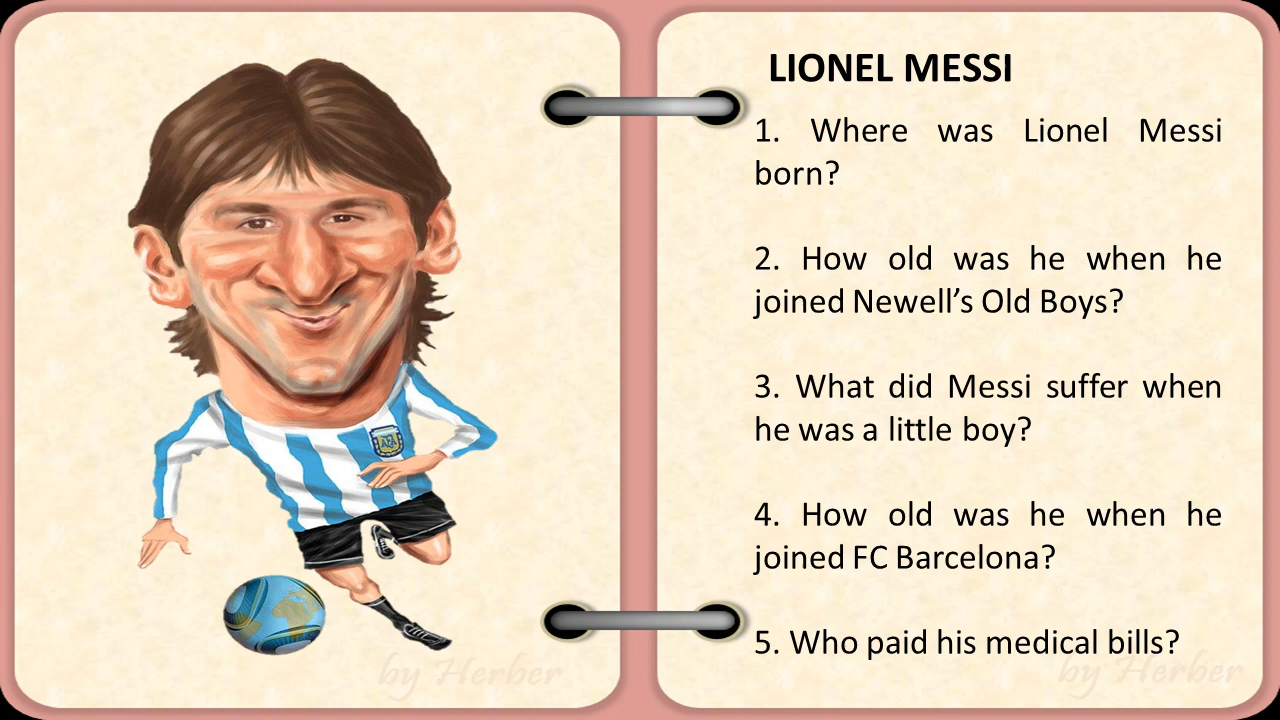 LIONEL MESSI
1. Where was Lionel Messi
born?
2. How old was he when he
joined Newell’s Old Boys?
3. What did Messi suffer when
he was a little boy?
4. How old was he when he
joined FC Barcelona?
5. Who paid his medical bills?
by Herber
by Herber